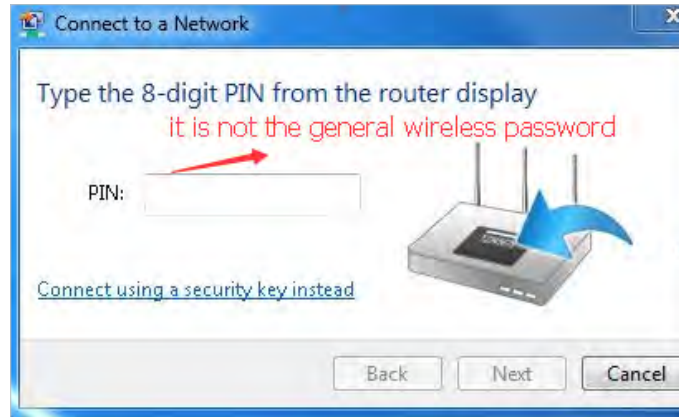 Connect to a Network
Type the 8-digit PIN from the router display
it is not the general wireless password
PIN:
Connect using a security key instead
Back Next Cancel